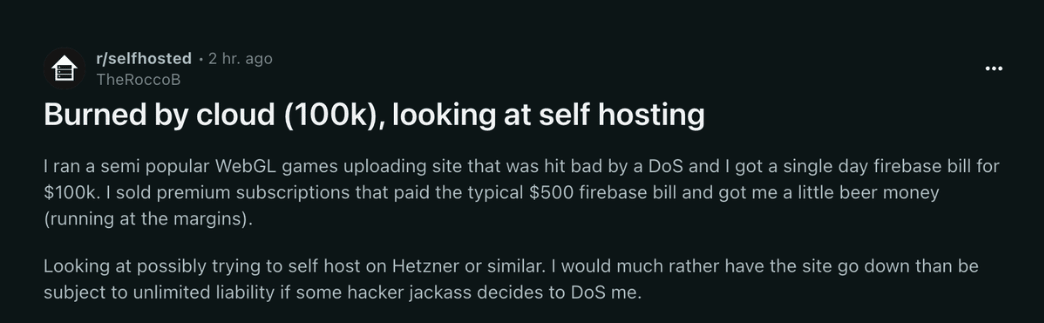 r/selfhosted • 2 hr. ago
TheRoccoB
Burned by cloud (100k), looking at self hosting
I ran a semi popular WebGL games uploading site that was hit bad by a DoS and I got a single day firebase bill for
$100k. I sold premium subscriptions that paid the typical $500 firebase bill and got me a little beer money
(running at the margins).
Looking at possibly trying to self host on Hetzner or similar. I would much rather have the site go down than be
subject to unlimited liability if some hacker jackass decides to DoS me.